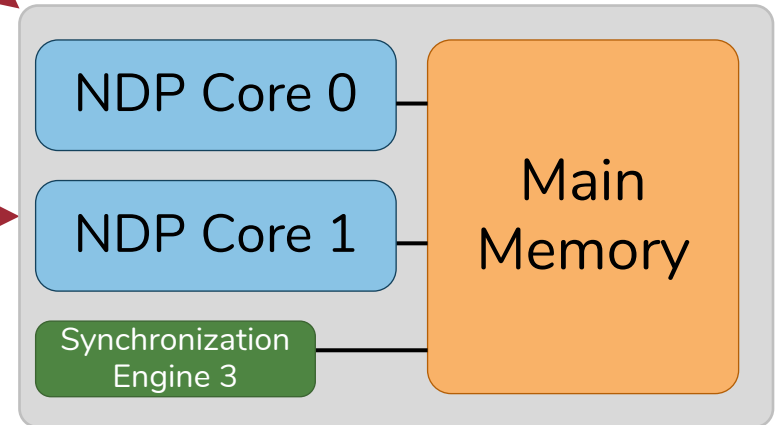 NDP Core 0
NDP Core 1
Synchronization
Engine 3
Main
Memory